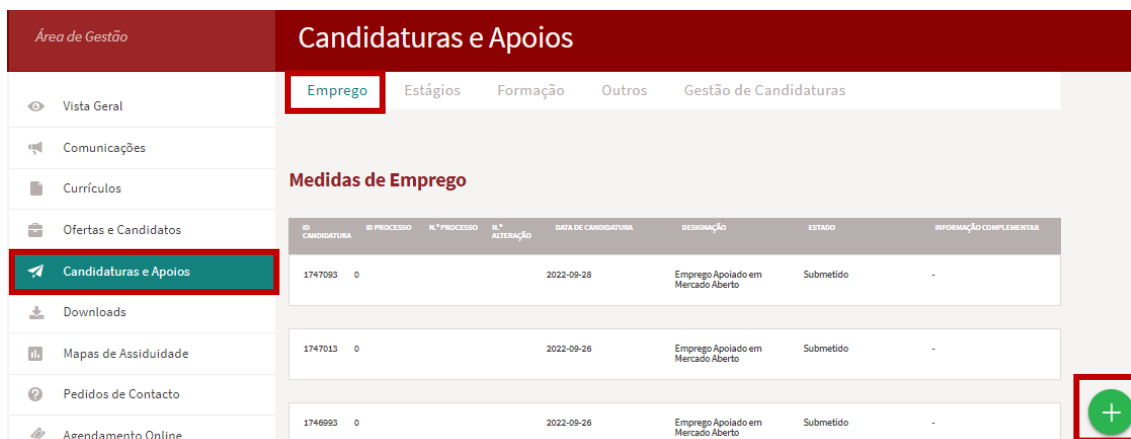 Área de Gestão
Candidaturas e Apoios
Emprego Estágios Formação Outros Gestão de Candidaturas
Vista Geral
Comunicações
Currículos
Ofertas e Candidatos
Candidaturas e Apoios
Downloads
Mapas de Assiduidade
Pedidos de Contacto
Agendamento Online
Medidas de Emprego
ID CANDIDATURA ID PROCESSO N.º PROCESSO N.º ALTERAÇÃO DATA DE CANDIDATURA DESIGNAÇÃO ESTADO INFORMAÇÃO COMPLEMENTAR
1747093 0 2022-09-28 Emprego Apoiado em Submetido -
Mercado Aberto
1747013 0 2022-09-26 Emprego Apoiado em Submetido -
Mercado Aberto
1746993 0 2022-09-26 Emprego Apoiado em Submetido -
Mercado Aberto
+